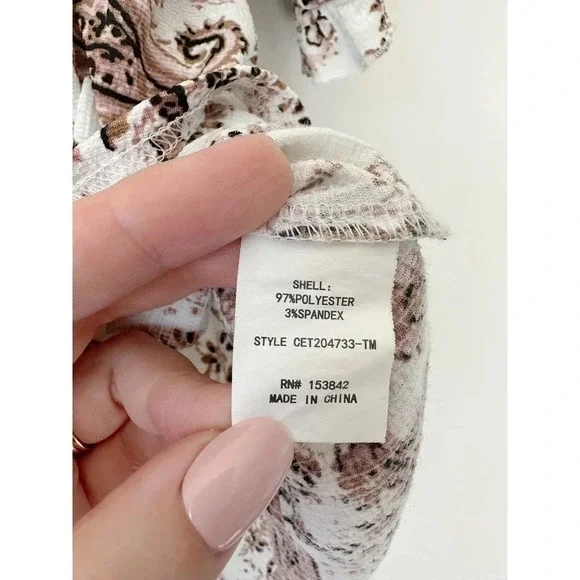 SHELL:
97%POLYESTER
3%SPANDEX
STYLE CET204733-TM
RN# 153842
MADE IN CHINA